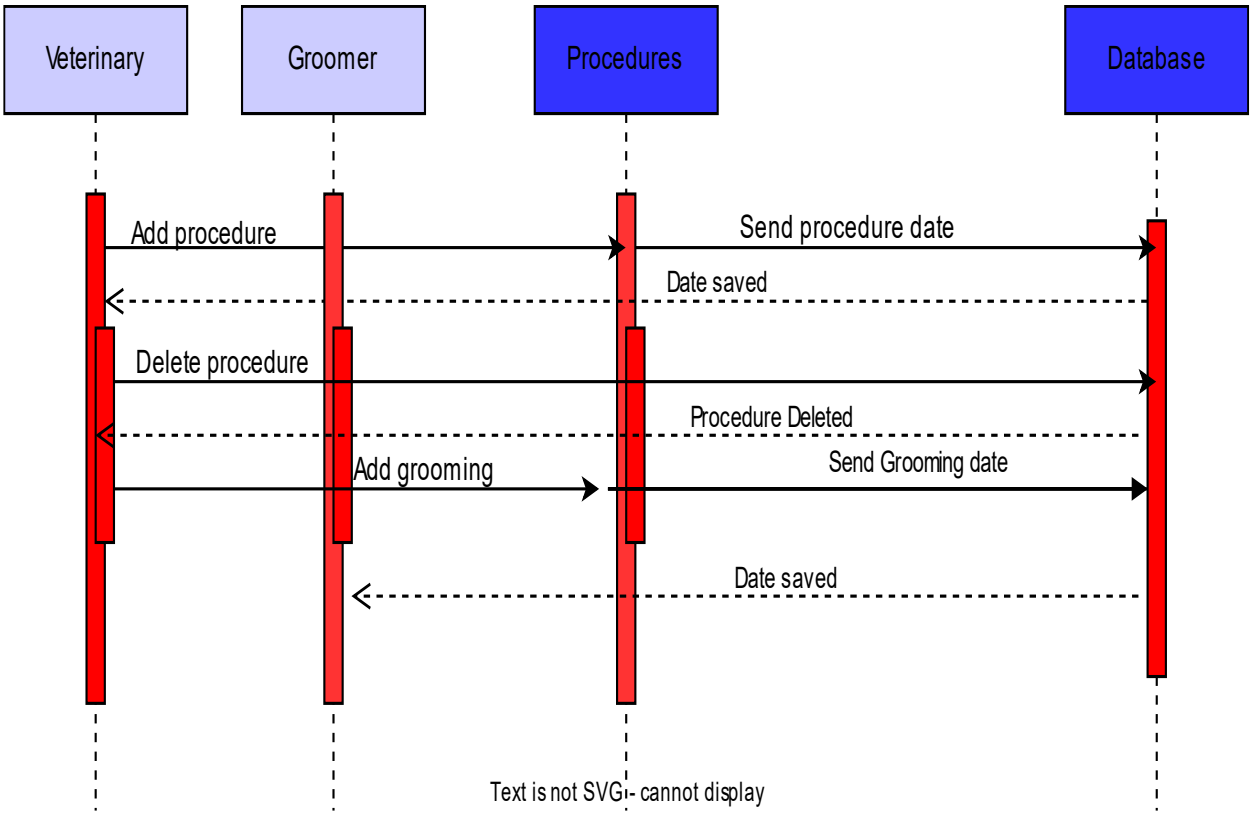 Veterinary
Groomer
Procedures
Database
Add procedure
Send procedure date
Date saved
Delete procedure
Procedure Deleted
Add grooming
Send Grooming date
Date saved
Text is not SVG - cannot display